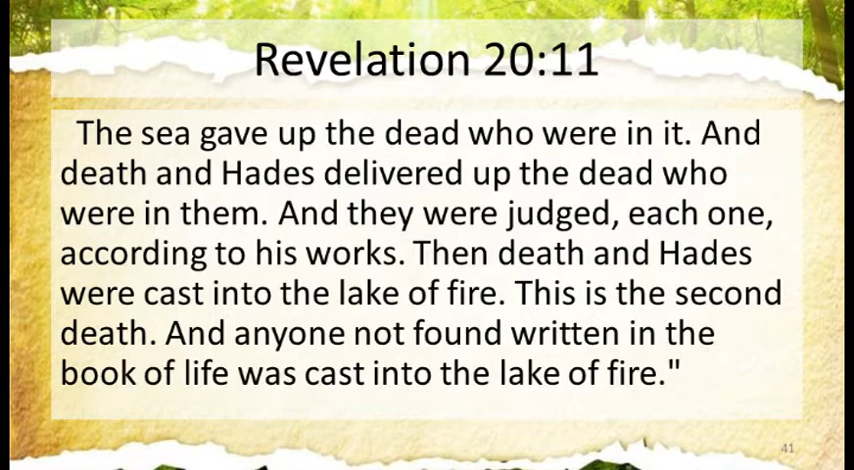 Revelation 20:11
The sea gave up the dead who were in it. And
death and Hades delivered up the dead who
were in them. And they were judged, each one,
according to his works. Then death and Hades
were cast into the lake of fire. This is the second
death. And anyone not found written in the
book of life was cast into the lake of fire."
41